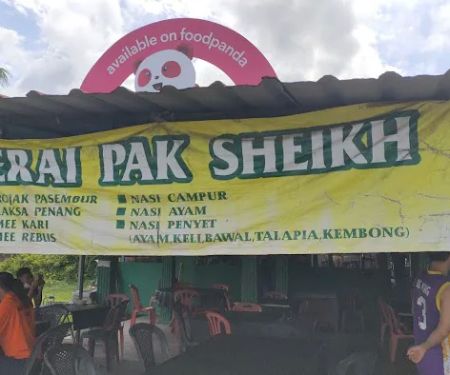 available on foodpanda
ERAI PAK SHEIKH
ROJAK PASEMBUR
LAKSA PENANG
MEE KARI
MEE REBUS
NASI CAMPUR
NASI AYAM
NASI PENYET
(AYAM,KELI,BAWAL,TALAPIA,KEMBONG)
3